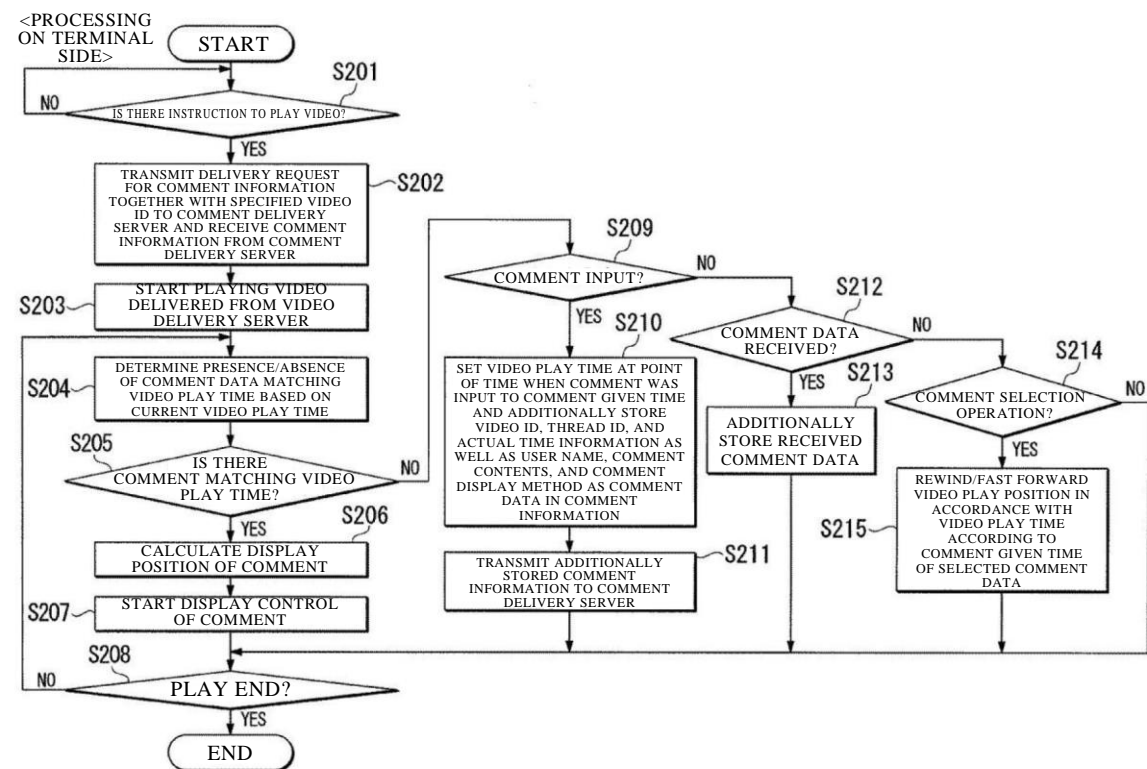 <PROCESSING
ON TERMINAL
SIDE>
START
S201
NO
IS THERE INSTRUCTION TO PLAY VIDEO?
YES
TRANSMIT DELIVERY REQUEST
FOR COMMENT INFORMATION
TOGETHER WITH SPECIFIED VIDEO
ID TO COMMENT DELIVERY
SERVER AND RECEIVE COMMENT
INFORMATION FROM COMMENT
DELIVERY SERVER
S202
S203
START PLAYING VIDEO
DELIVERED FROM VIDEO
DELIVERY SERVER
S204
DETERMINE PRESENCE/ABSENCE
OF COMMENT DATA MATCHING
VIDEO PLAY TIME BASED ON
CURRENT VIDEO PLAY TIME
S205
IS THERE
COMMENT MATCHING VIDEO
PLAY TIME?
NO
YES
S206
CALCULATE DISPLAY
POSITION OF COMMENT
S207
START DISPLAY CONTROL
OF COMMENT
S208
NO
PLAY END?
YES
END
S209
COMMENT INPUT?
NO
YES
S210
SET VIDEO PLAY TIME AT POINT
OF TIME WHEN COMMENT WAS
INPUT TO COMMENT GIVEN TIME
AND ADDITIONALLY STORE
VIDEO ID, THREAD ID, AND
ACTUAL TIME INFORMATION AS
WELL AS USER NAME, COMMENT
CONTENTS, AND COMMENT
DISPLAY METHOD AS COMMENT
DATA IN COMMENT
INFORMATION
S211
TRANSMIT ADDITIONALLY
STORED COMMENT
INFORMATION TO COMMENT
DELIVERY SERVER
S212
COMMENT DATA
RECEIVED?
NO
YES
S213
ADDITIONALLY
STORE RECEIVED
COMMENT DATA
S214
COMMENT SELECTION
OPERATION?
NO
YES
S215
REWIND/FAST FORWARD
VIDEO PLAY POSITION IN
ACCORDANCE WITH
VIDEO PLAY TIME
ACCORDING TO
COMMENT GIVEN TIME
OF SELECTED COMMENT
DATA